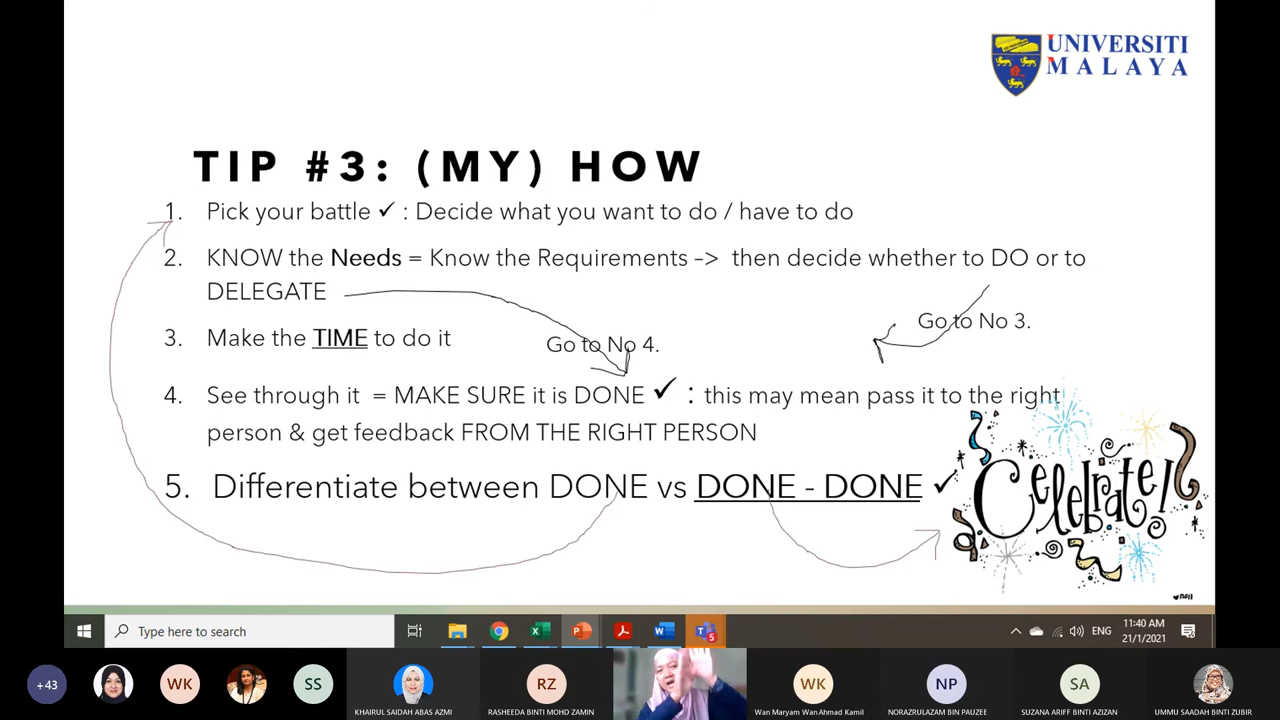 UNIVERSITI
MALAYA
TIP #3: (MY) HOW
1. Pick your battle ✓ : Decide what you want to do / have to do
2. KNOW the Needs = Know the Requirements –> then decide whether to DO or to
DELEGATE
Go to No 3.
3. Make the TIME to do it
Go to No 4.
4. See through it = MAKE SURE it is DONE ✓ : this may mean pass it to the right
person & get feedback FROM THE RIGHT PERSON
5. Differentiate between DONE vs DONE - DONE ✓
Celebrate!
Type here to search
5
ENG
11:40 AM
21/1/2021
+43
WK
SS
KHAIRUL SAIDAH ABAS AZMI
RZ
RASHEEDA BINTI MOHD ZAMIN
WK
Wan Maryam Wan Ahmad Kamil
NP
NORAZRULAZAM BIN PAUZEE
SA
SUZANA ARIFF BINTI AZIZAN
UMMU SAADAH BINTI ZUBIR